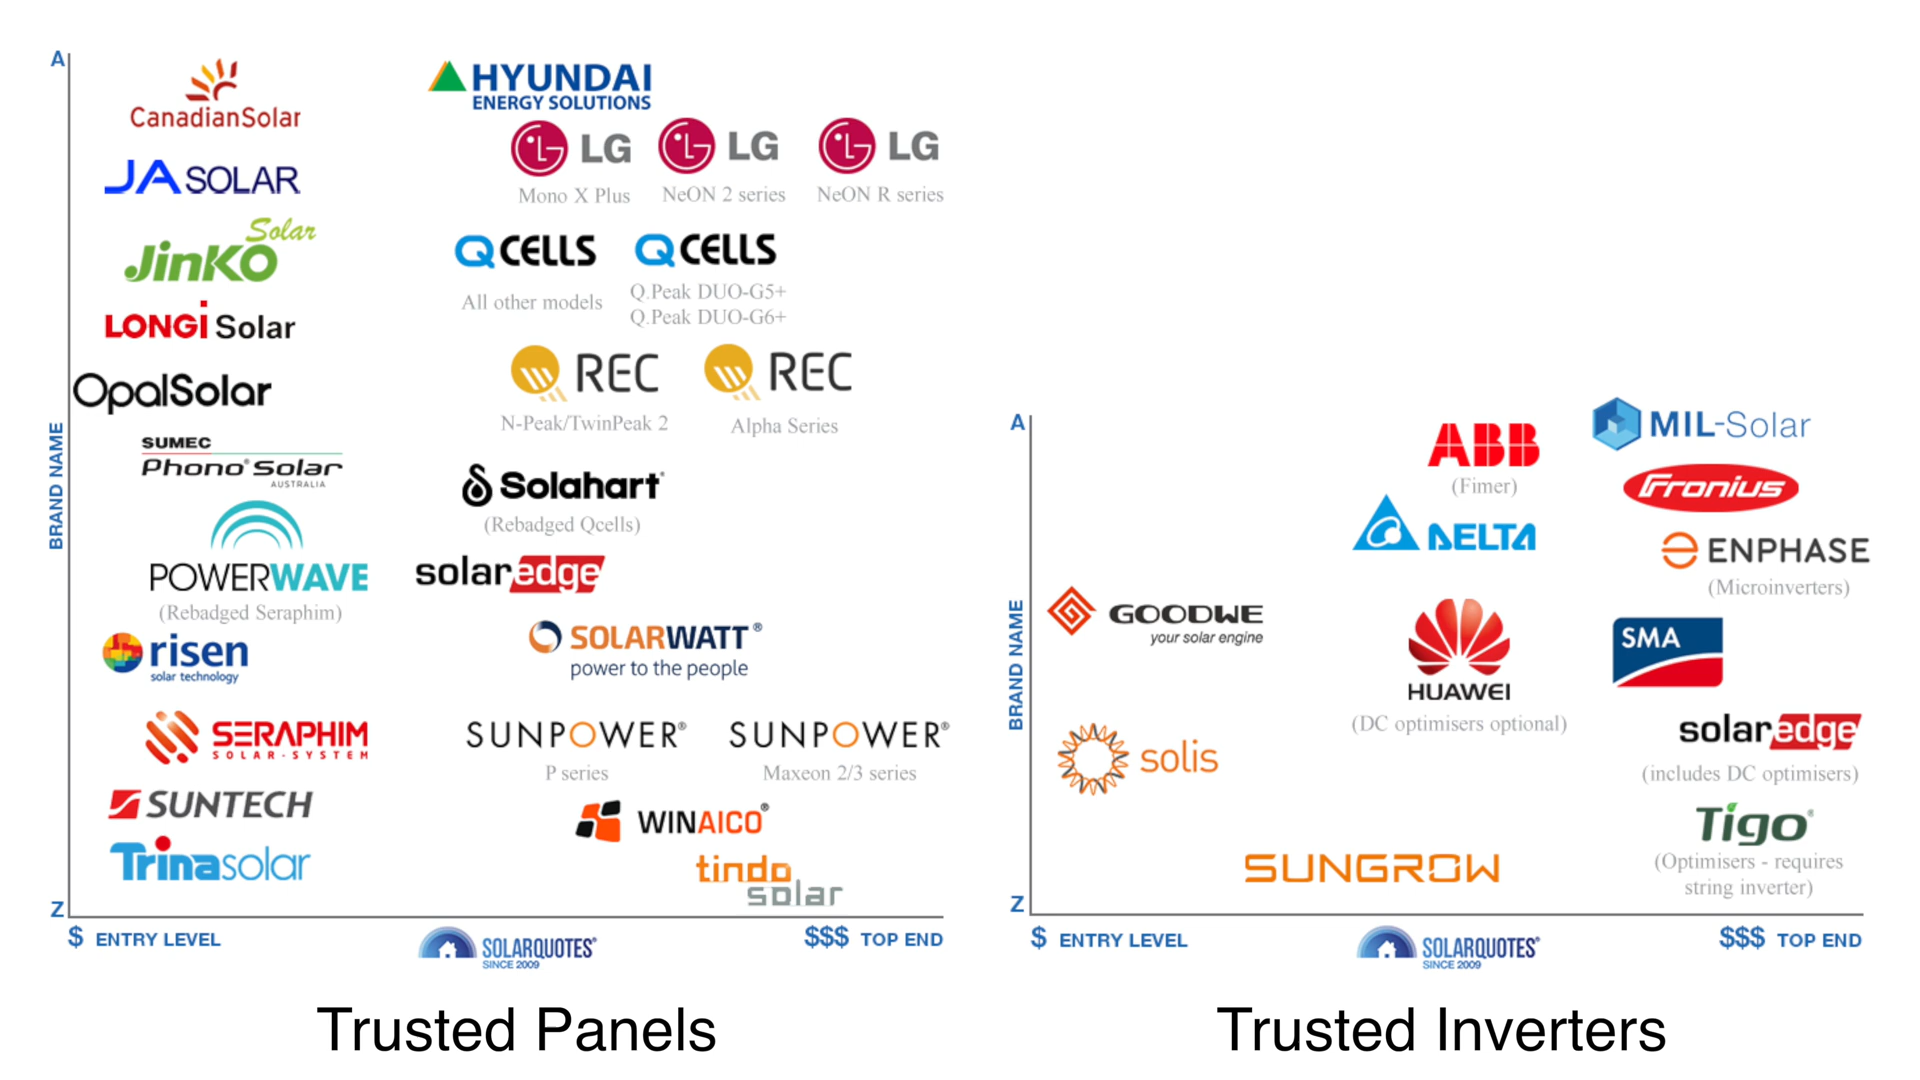 A
CanadianSolar
JA SOLAR
Solar
JinKO
LONGi Solar
OpalSolar
SUMEC
Phono Solar
AUSTRALIA
POWERWAVE
(Rebadged Seraphim)
risen
solar technology
SERAPHIM
SOLAR-SYSTEM
SUNTECH
Trinasolar
HYUNDAI
ENERGY SOLUTIONS
LG LG LG
Mono X Plus NeON 2 series NeON R series
Q CELLS Q CELLS
All other models
Q.Peak DUO-G5+
Q.Peak DUO-G6+
REC REC
N-Peak/TwinPeak 2 Alpha Series
Solahart
(Rebadged Qcells)
solaredge
SOLARWATT®
power to the people
SUNPOWER® SUNPOWER®
P series Maxeon 2/3 series
WINAICO®
tindo
solar
BRAND NAME
Z
$ ENTRY LEVEL
SOLARQUOTES®
SINCE 2009
$$$ TOP END
Trusted Panels
A
GOODWE
your solar engine
solis
ABB
(Fimer)
DELTA
HUAWEI
(DC optimisers optional)
SUNGROW
MIL-Solar
Fronius
ENPHASE
(Microinverters)
SMA
solaredge
(includes DC optimisers)
Tigo®
(Optimisers - requires
string inverter)
BRAND NAME
Z
$ ENTRY LEVEL
SOLARQUOTES®
SINCE 2009
$$$ TOP END
Trusted Inverters